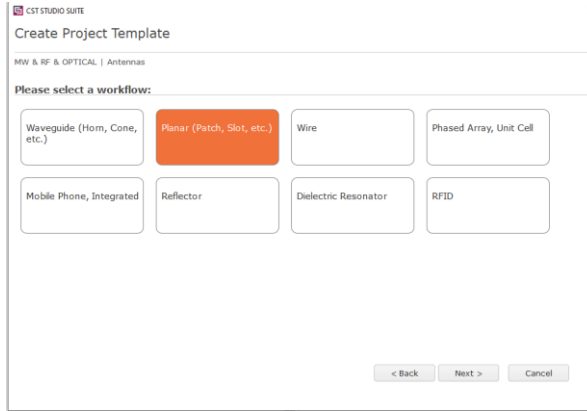 CST STUDIO SUITE
Create Project Template
MW & RF & OPTICAL | Antennas
Please select a workflow:
Waveguide (Horn, Cone,
etc.)
Planar (Patch, Slot, etc.)
Wire
Phased Array, Unit Cell
Mobile Phone, Integrated
Reflector
Dielectric Resonator
RFID
< Back
Next >
Cancel